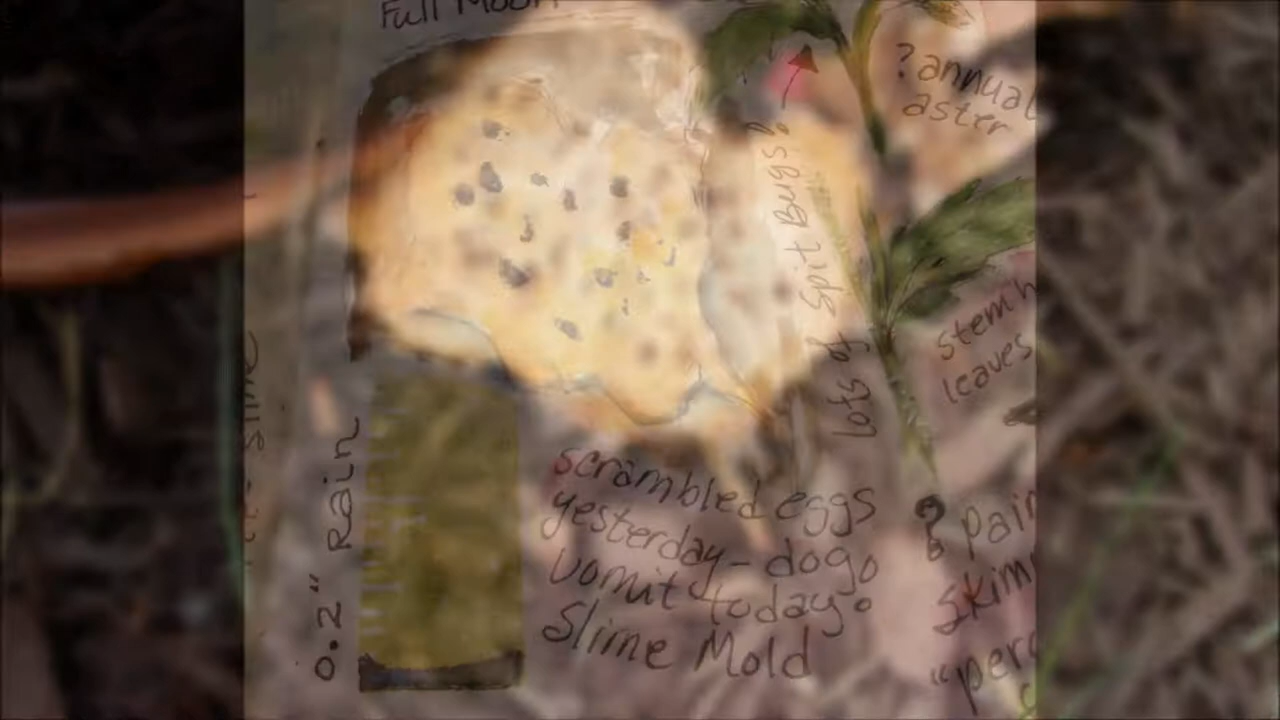 Full Moon
?annual
aster
Lots of Spit Bugs?
stem h
leaves
0.2" Rain
scrambled eggs
yesterday-dog
vomit today:
Slime Mold
? pain
skim
"perc